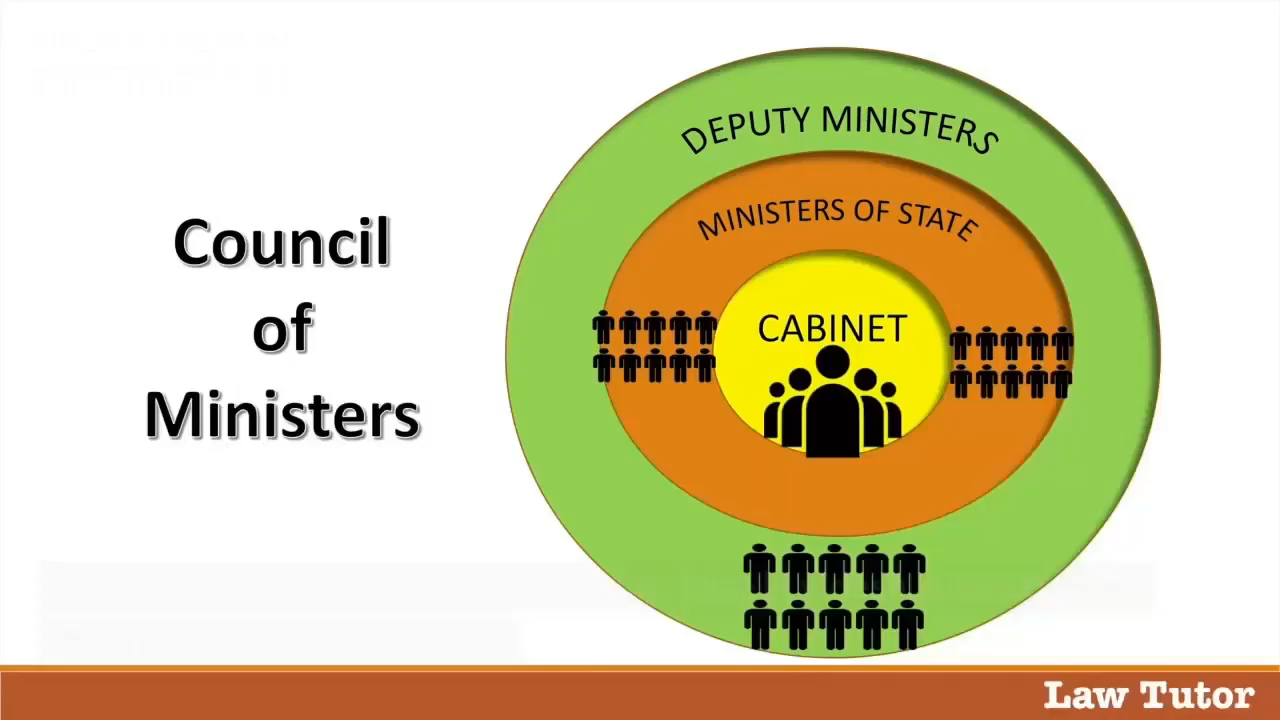 Council
of
Ministers
DEPUTY MINISTERS
MINISTERS OF STATE
CABINET
Law Tutor